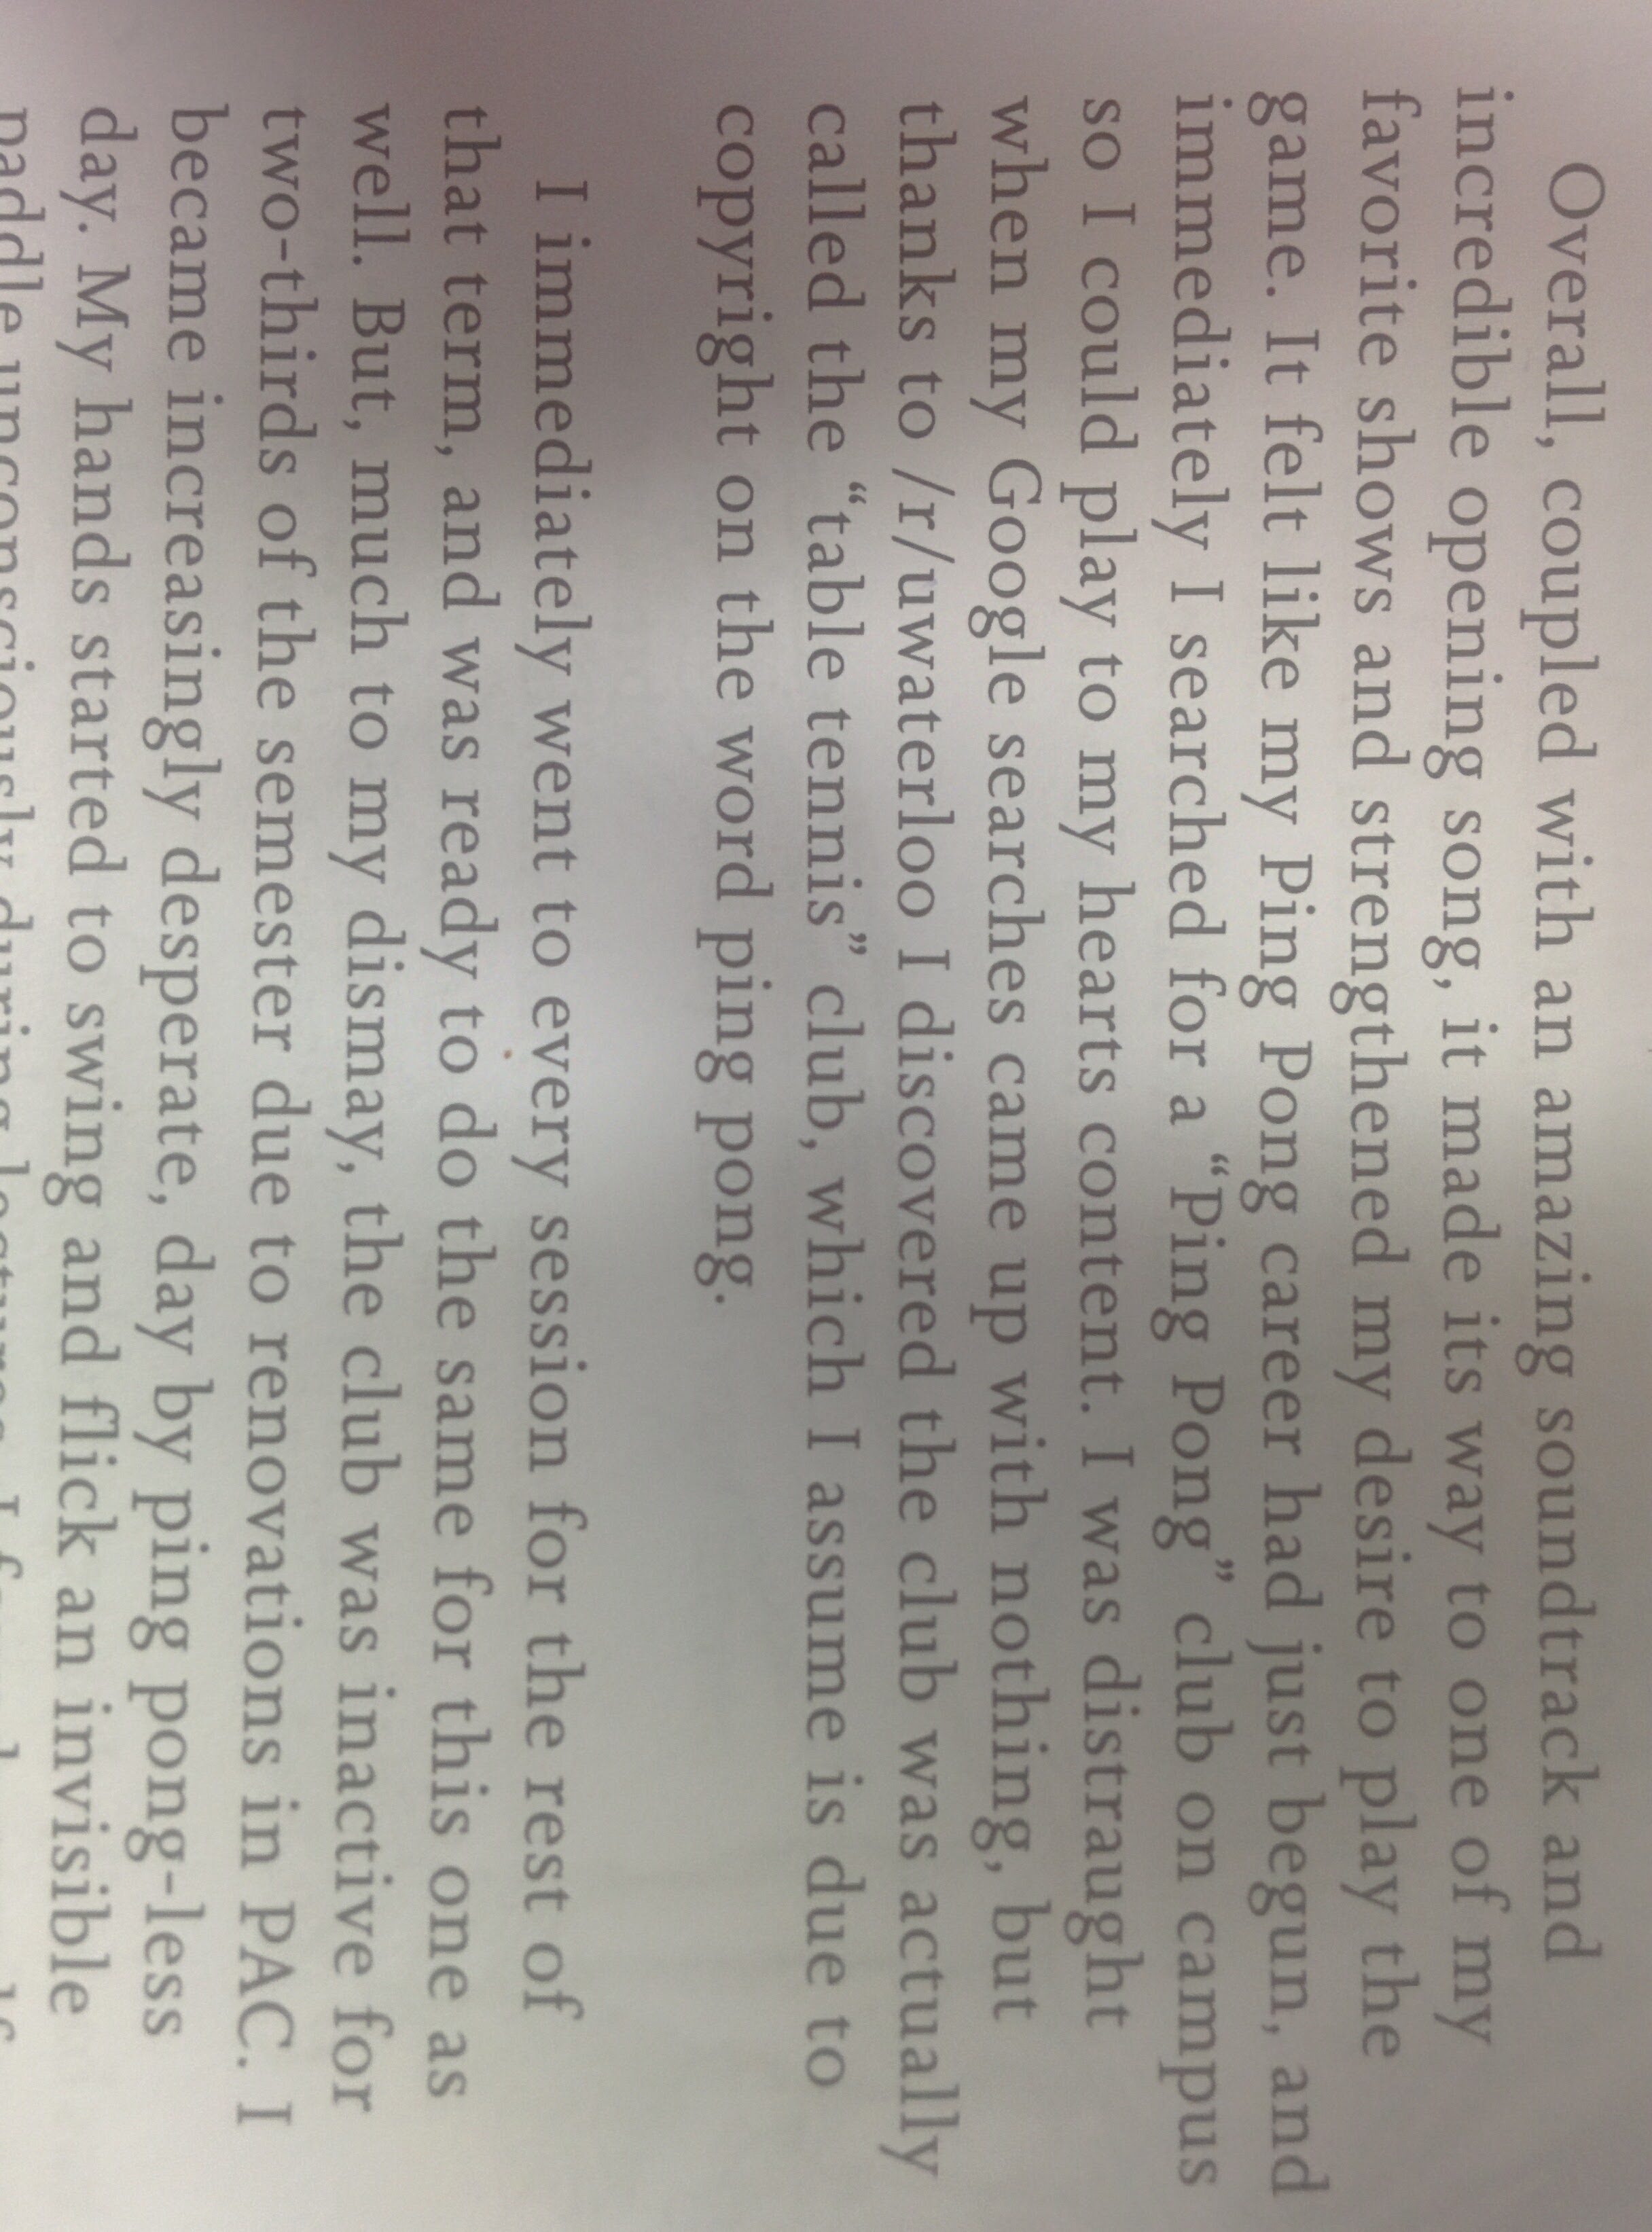 Overall, coupled with an amazing soundtrack and
incredible opening song, it made its way to one of my
favorite shows and strengthened my desire to play the
game. It felt like my Ping Pong career had just begun, and
immediately I searched for a “Ping Pong” club on campus
so I could play to my hearts content. I was distraught
when my Google searches came up with nothing, but
thanks to /r/uwaterloo I discovered the club was actually
called the “table tennis” club, which I assume is due to
copyright on the word ping pong.
I immediately went to every session for the rest of
that term, and was ready to do the same for this one as
well. But, much to my dismay, the club was inactive for
two-thirds of the semester due to renovations in PAC. I
became increasingly desperate, day by ping pong-less
day. My hands started to swing and flick an invisible
paddle unconsciously during lectures. I